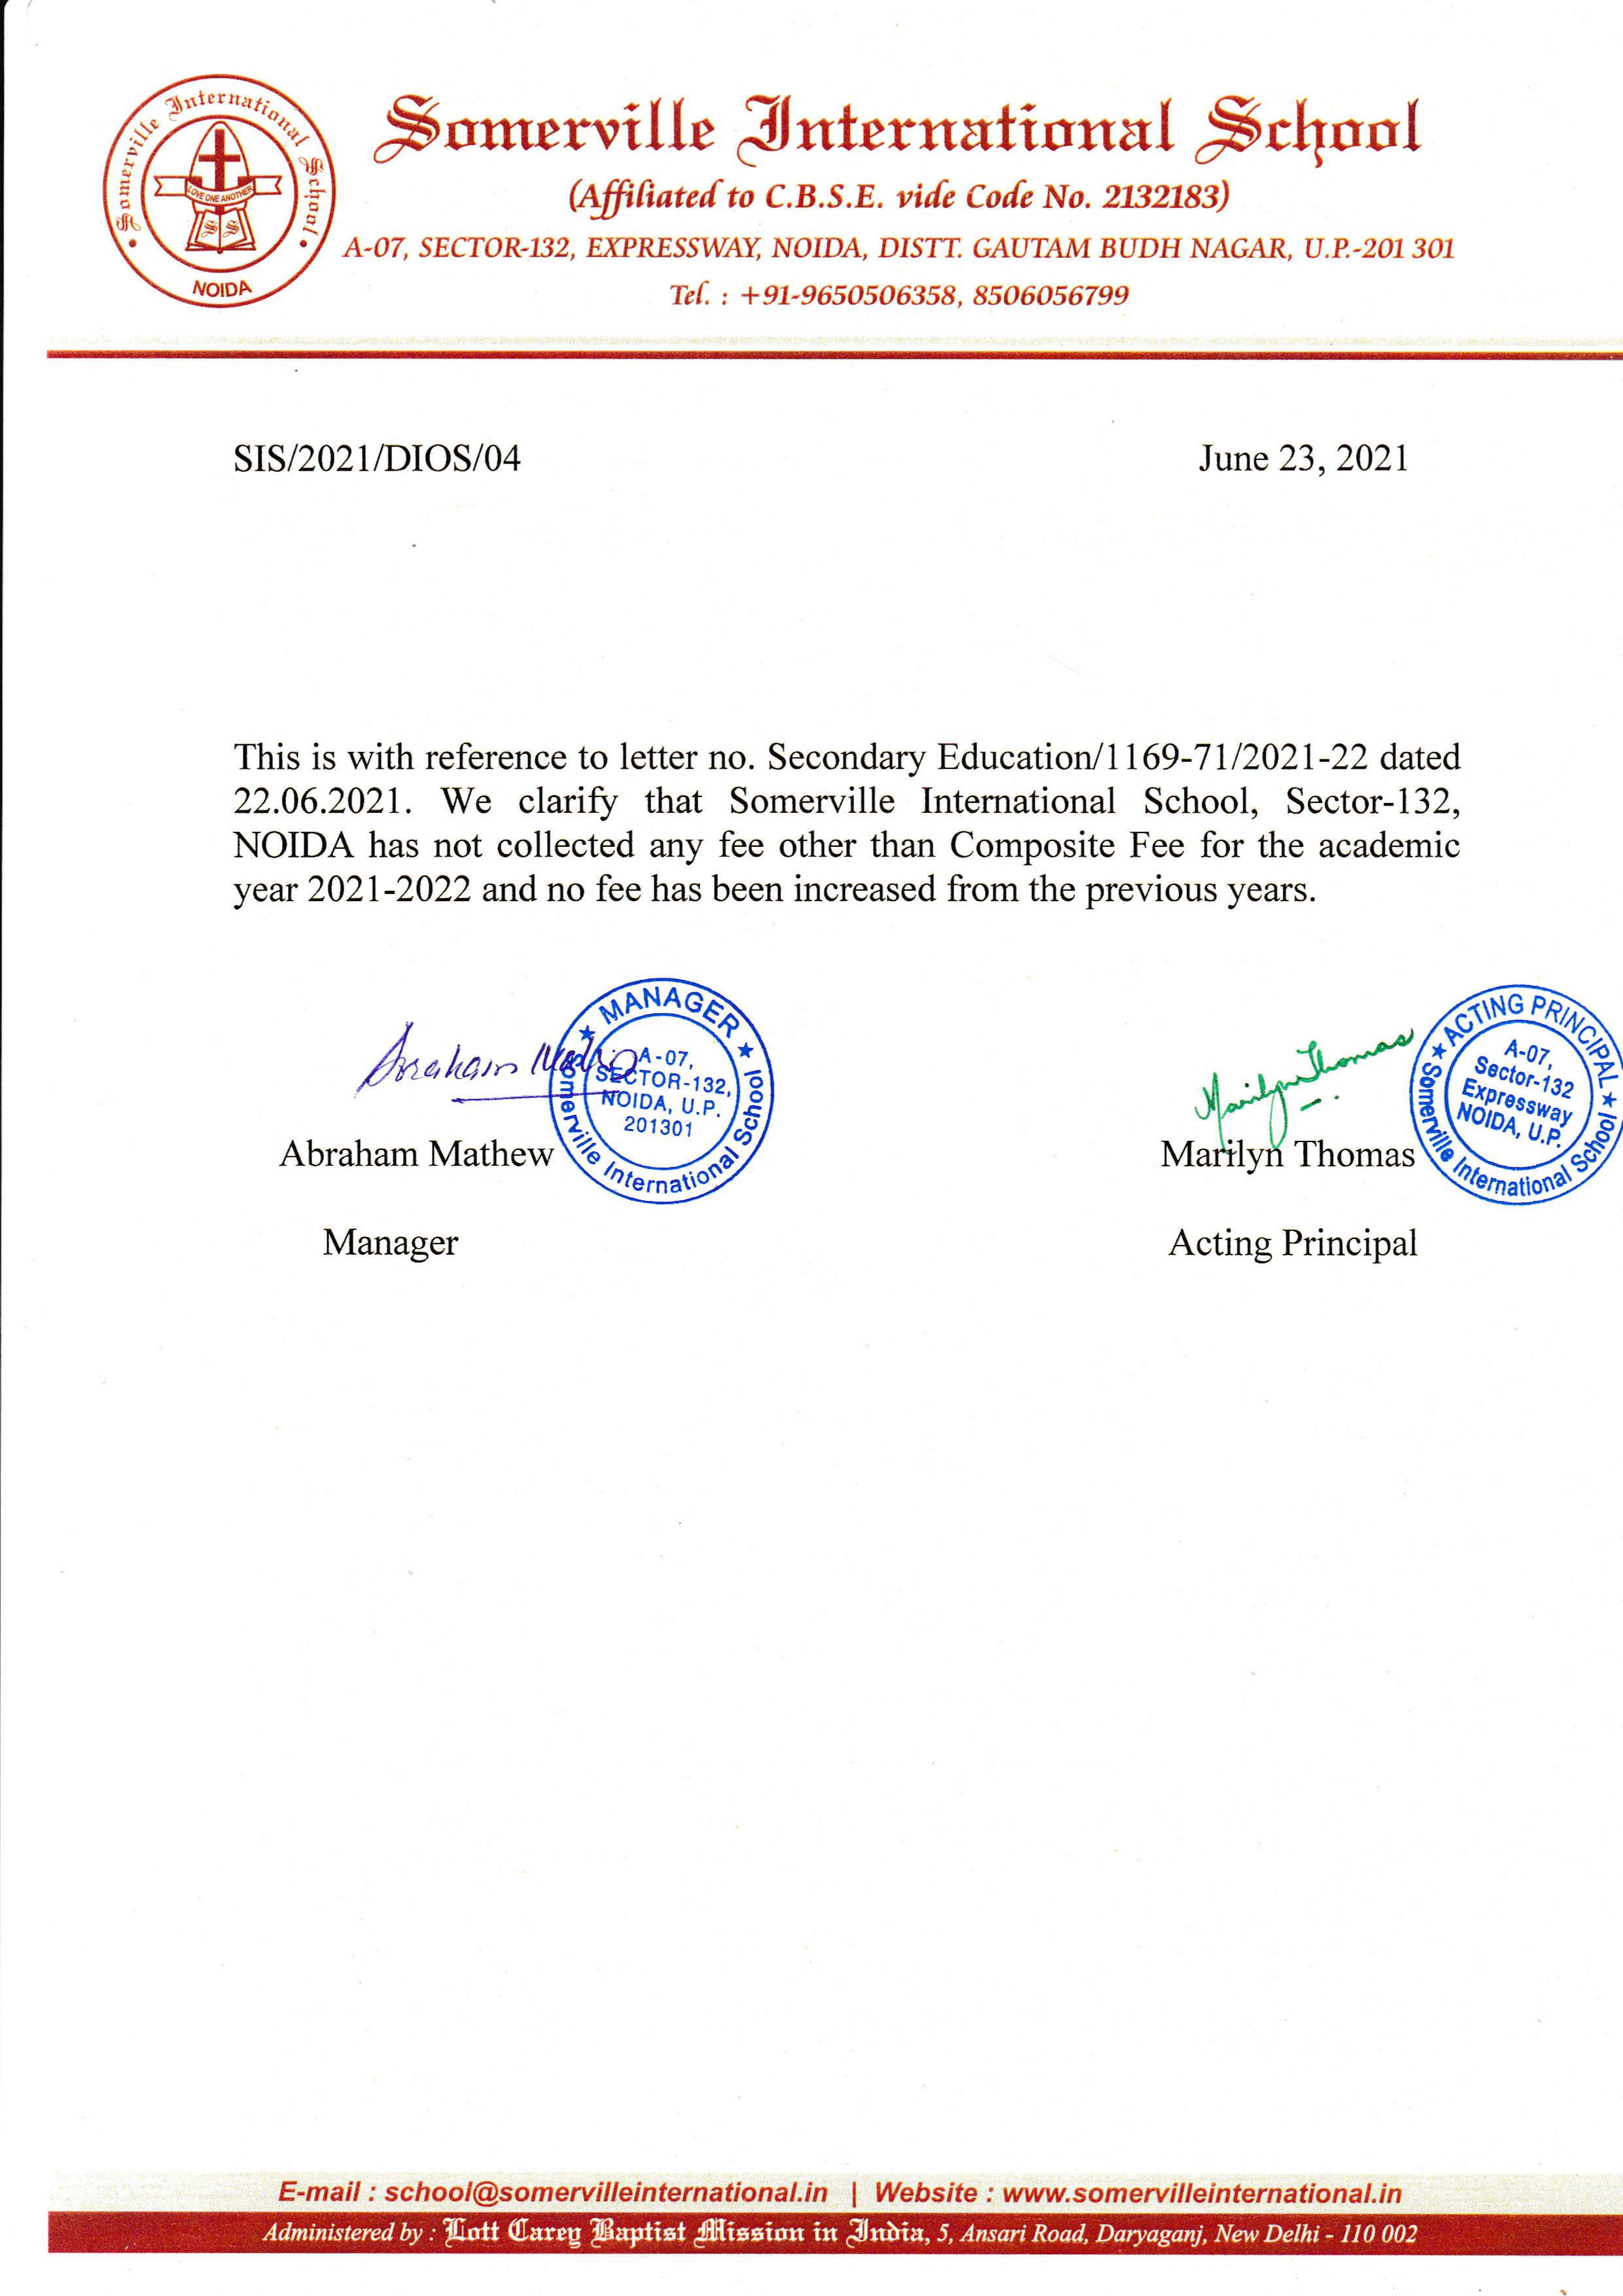 Somerville International School
NOIDA
LOVE ONE ANOTHER
S S
Somerville International School
(Affiliated to C.B.S.E. vide Code No. 2132183)
A-07, SECTOR-132, EXPRESSWAY, NOIDA, DISTT. GAUTAM BUDH NAGAR, U.P.-201 301
Tel. : +91-9650506358, 8506056799
SIS/2021/DIOS/04 June 23, 2021
This is with reference to letter no. Secondary Education/1169-71/2021-22 dated
22.06.2021. We clarify that Somerville International School, Sector-132,
NOIDA has not collected any fee other than Composite Fee for the academic
year 2021-2022 and no fee has been increased from the previous years.
Abraham Mathew
MANAGER
A-07,
SECTOR-132,
NOIDA, U.P.
201301
Somerville International School
Marilyn Thomas
ACTING PRINCIPAL
A-07,
Sector-132
Expressway
NOIDA, U.P.
Somerville International School
Abraham Mathew Marilyn Thomas
Manager Acting Principal
E-mail : school@somervilleinternational.in | Website : www.somervilleinternational.in
Administered by : Lott Carey Baptist Mission in India, 5, Ansari Road, Daryaganj, New Delhi - 110 002